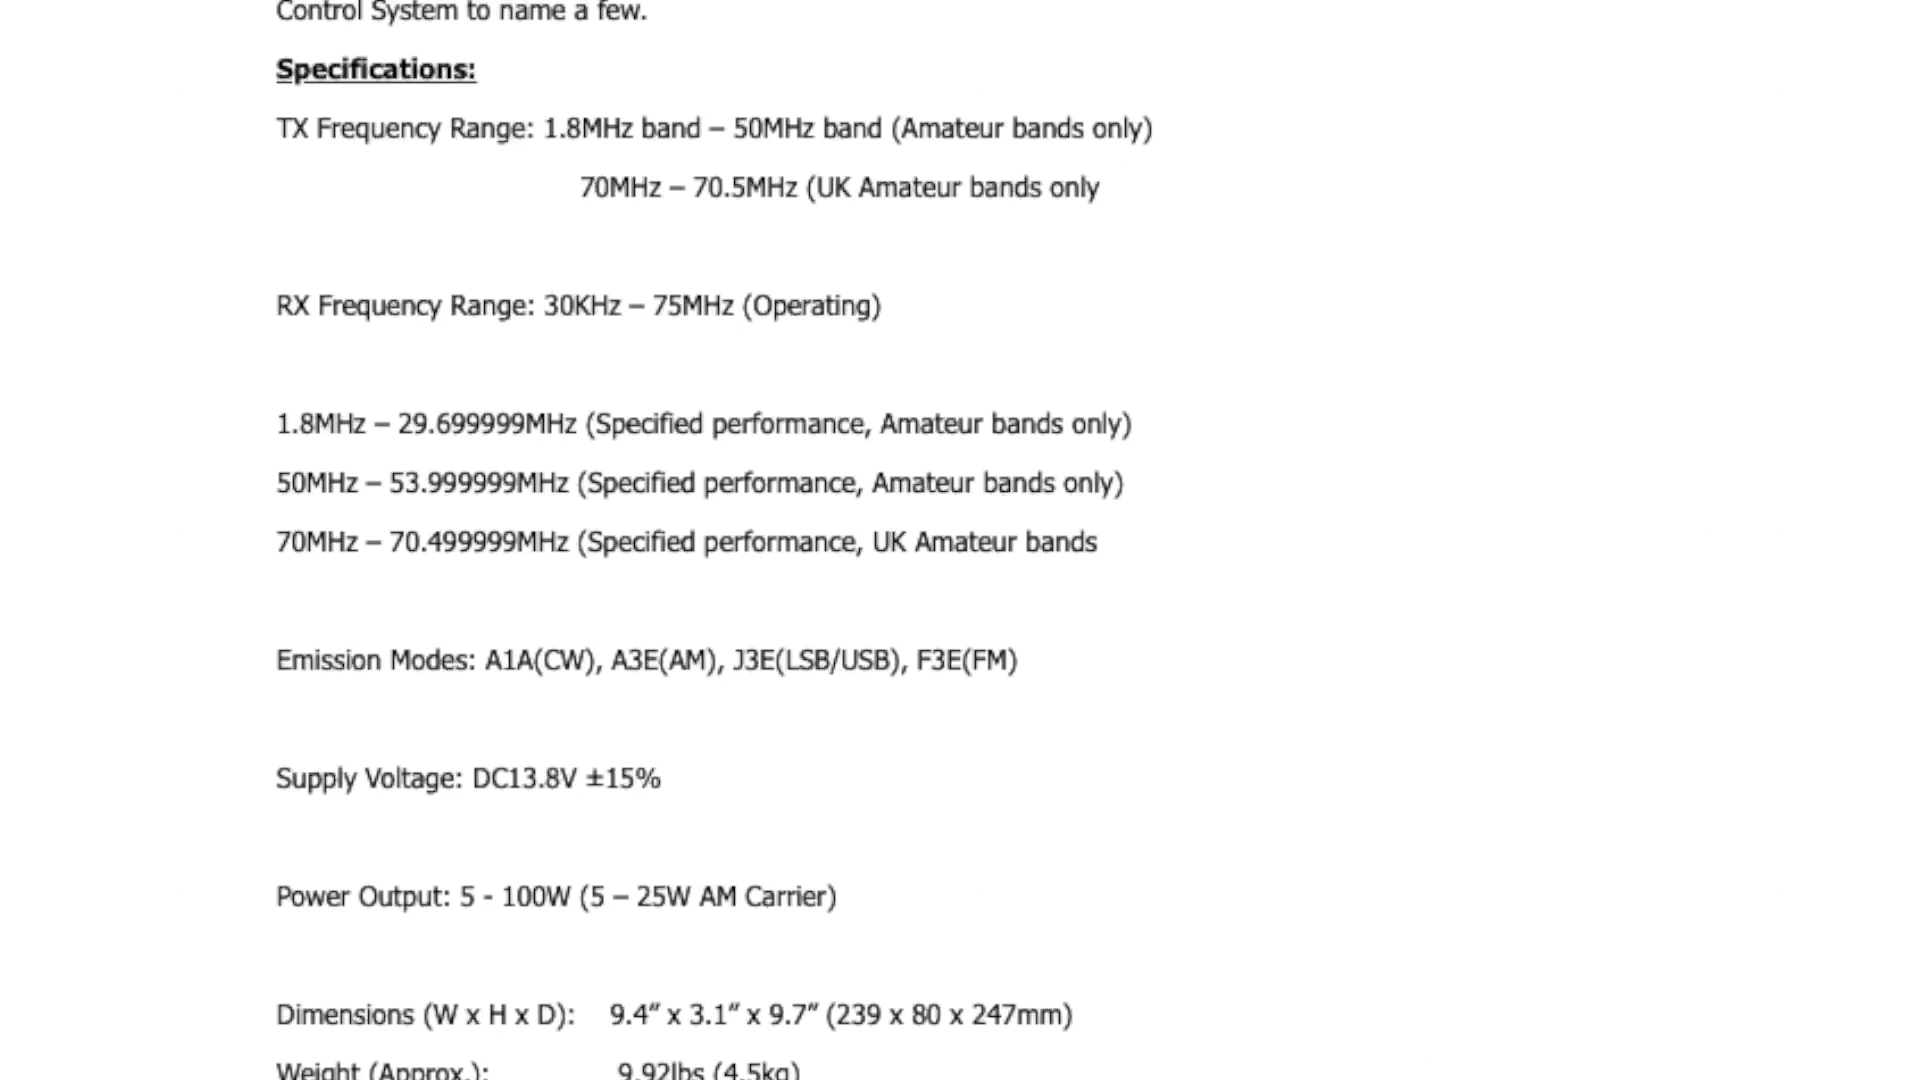 Control System to name a few.
Specifications:
TX Frequency Range: 1.8MHz band – 50MHz band (Amateur bands only)
70MHz – 70.5MHz (UK Amateur bands only
RX Frequency Range: 30KHz – 75MHz (Operating)
1.8MHz – 29.699999MHz (Specified performance, Amateur bands only)
50MHz – 53.999999MHz (Specified performance, Amateur bands only)
70MHz – 70.499999MHz (Specified performance, UK Amateur bands
Emission Modes: A1A(CW), A3E(AM), J3E(LSB/USB), F3E(FM)
Supply Voltage: DC13.8V ±15%
Power Output: 5 - 100W (5 – 25W AM Carrier)
Dimensions (W x H x D): 9.4” x 3.1” x 9.7” (239 x 80 x 247mm)
Weight (Approx.): 9.92lbs (4.5kg)